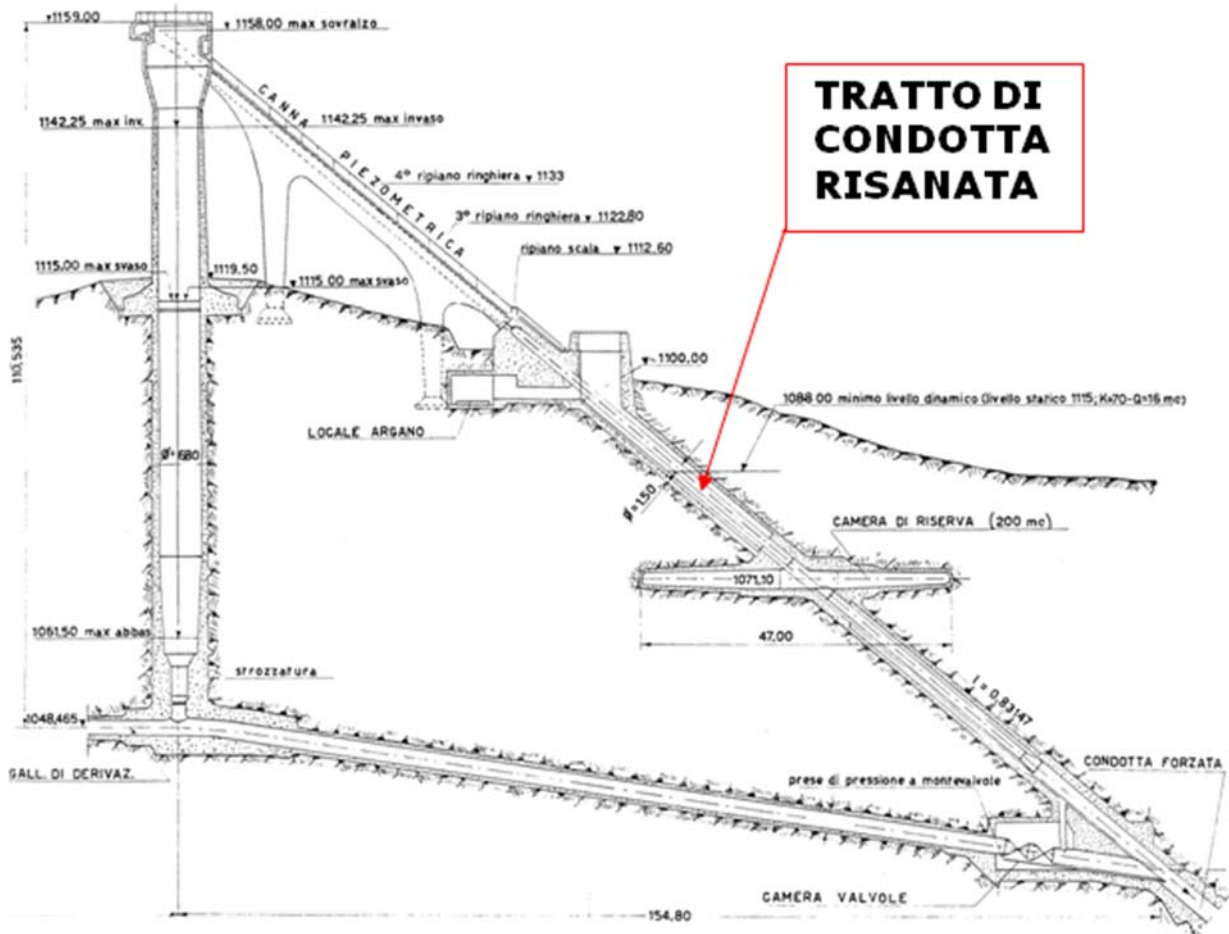 1159.00
1158,00 max sovralzo
TRATTO DI
CONDOTTA
RISANATA
CANNA PIEZOMETRICA
1142,25 max inv.
1142,25 max invaso
4° ripiano ringhiera 1133
3° ripiano ringhiera 1122,80
ripiano scala 1112,60
1115,00 max svaso
1119,50
1115 00 max svaso
110,535
1100,00
1088 00 minimo livello dinamico (livello statico 1115; K=70-Q=16 mc)
LOCALE ARGANO
Ø=680
Ø=1,50
CAMERA DI RISERVA (200 mc)
1071,10
47,00
1061,50 max abbas
strozzatura
i = 0,83147
1048,465
GALL. DI DERIVAZ.
prese di pressione a montevalvole
CONDOTTA FORZATA
CAMERA VALVOLE
154,80